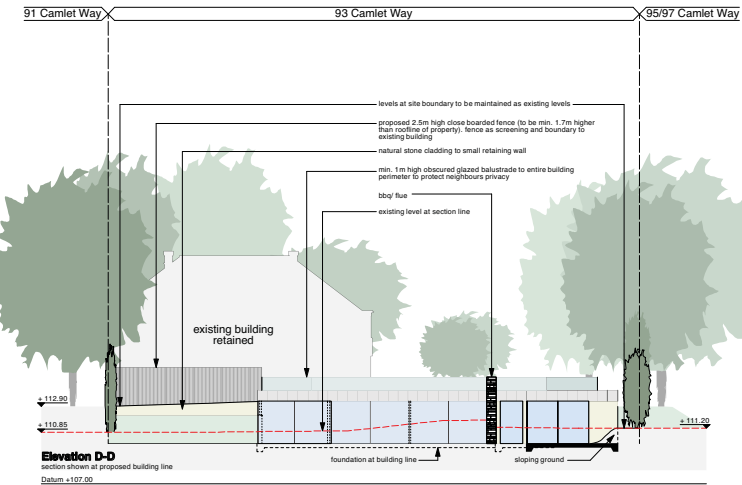 91 Camlet Way
93 Camlet Way
95/97 Camlet Way
levels at site boundary to be maintained as existing levels
proposed 2.5m high close boarded fence (to be min. 1.7m higher
than roofline of property). fence as screening and boundary to
existing building
natural stone cladding to small retaining wall
min. 1m high obscured glazed balustrade to entire building
perimeter to protect neighbours privacy
bbq/ flue
existing level at section line
existing building
retained
+ 112.90
+ 110.85
+ 111.20
Elevation D-D
section shown at proposed building line
foundation at building line
sloping ground
Datum +107.00